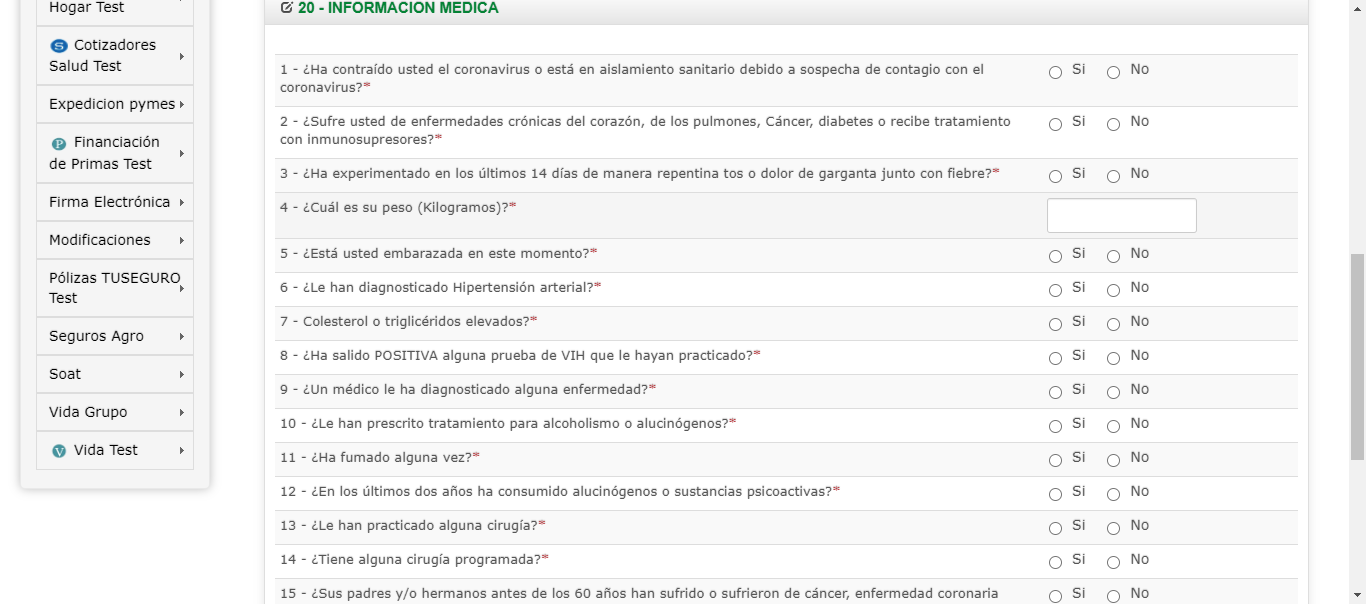 Hogar Test
Cotizadores
Salud Test
Expedicion pymes
Financiación
de Primas Test
Firma Electrónica
Modificaciones
Pólizas TUSEGURO
Test
Seguros Agro
Soat
Vida Grupo
Vida Test
20 - INFORMACION MEDICA
1 - ¿Ha contraído usted el coronavirus o está en aislamiento sanitario debido a sospecha de contagio con el
coronavirus?* Si No
2 - ¿Sufre usted de enfermedades crónicas del corazón, de los pulmones, Cáncer, diabetes o recibe tratamiento
con inmunosupresores?* Si No
3 - ¿Ha experimentado en los últimos 14 días de manera repentina tos o dolor de garganta junto con fiebre?* Si No
4 - ¿Cuál es su peso (Kilogramos)?*
5 - ¿Está usted embarazada en este momento?* Si No
6 - ¿Le han diagnosticado Hipertensión arterial?* Si No
7 - Colesterol o triglicéridos elevados?* Si No
8 - ¿Ha salido POSITIVA alguna prueba de VIH que le hayan practicado?* Si No
9 - ¿Un médico le ha diagnosticado alguna enfermedad?* Si No
10 - ¿Le han prescrito tratamiento para alcoholismo o alucinógenos?* Si No
11 - ¿Ha fumado alguna vez?* Si No
12 - ¿En los últimos dos años ha consumido alucinógenos o sustancias psicoactivas?* Si No
13 - ¿Le han practicado alguna cirugía?* Si No
14 - ¿Tiene alguna cirugía programada?* Si No
15 - ¿Sus padres y/o hermanos antes de los 60 años han sufrido o sufrieron de cáncer, enfermedad coronaria Si No